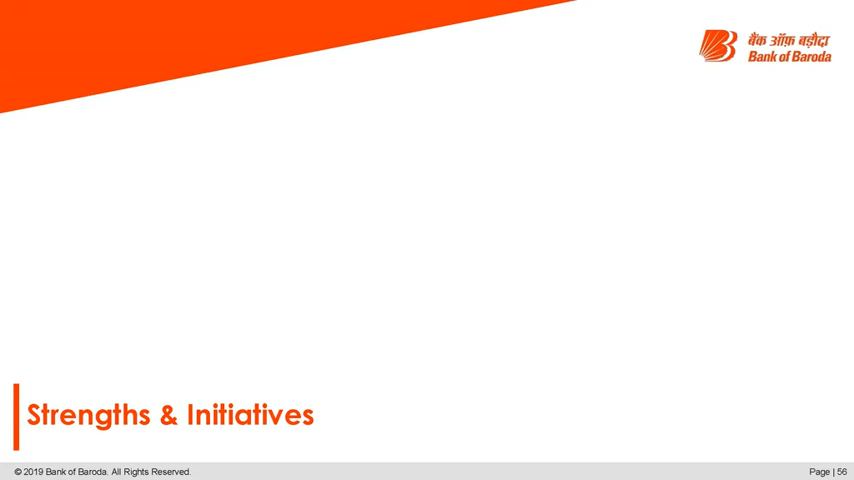 बैंक ऑफ़ बड़ौदा
Bank of Baroda
Strengths & Initiatives
© 2019 Bank of Baroda. All Rights Reserved.
Page | 56